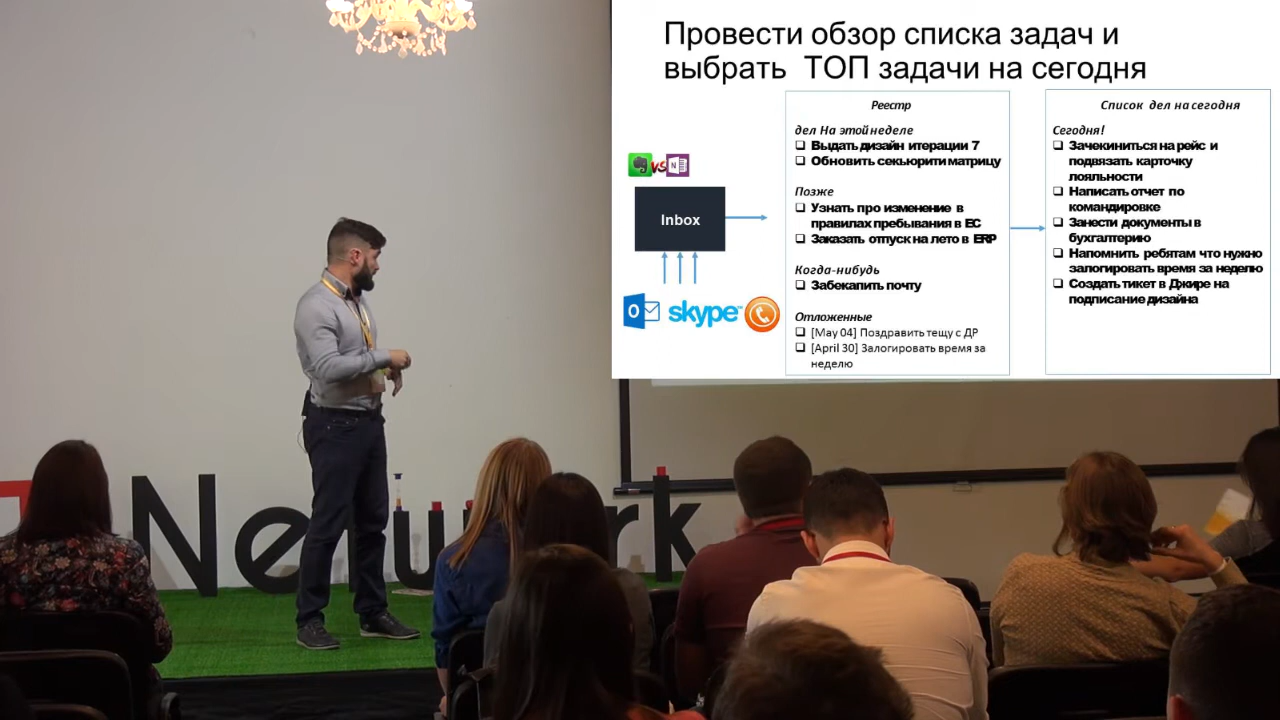 Провести обзор списка задач и
выбрать ТОП задачи на сегодня
vs
N
Inbox
O
skype™
Реестр
дел На этой неделе
Выдать дизайн итерации 7
Обновить секьюрити матрицу
Позже
Узнать про изменение в
правилах пребывания в ЕС
Заказать отпуск на лето в ERP
Когда-нибудь
Забекапить почту
Отложенные
[May 04] Поздравить тещу с ДР
[April 30] Залогировать время за
неделю
Список дел на сегодня
Сегодня!
Зачекиниться на рейс и
подвязать карточку
лояльности
Написать отчет по
командировке
Занести документы в
бухгалтерию
Напомнить ребятам что нужно
залогировать время за неделю
Создать тикет в Джире на
подписание дизайна